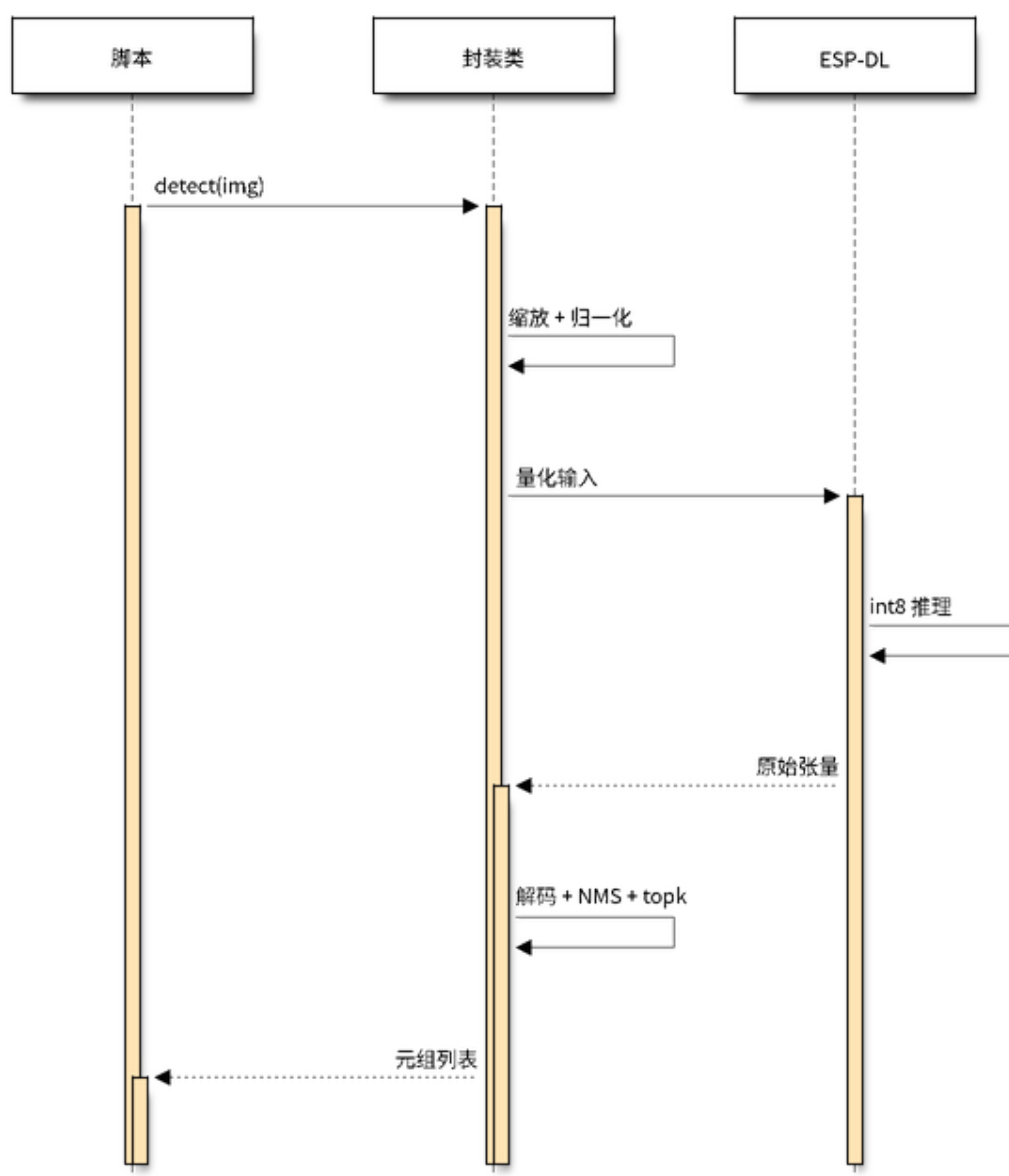 脚本
封装类
ESP-DL
detect(img)
缩放 + 归一化
量化输入
int8 推理
原始张量
解码 + NMS + topk
元组列表